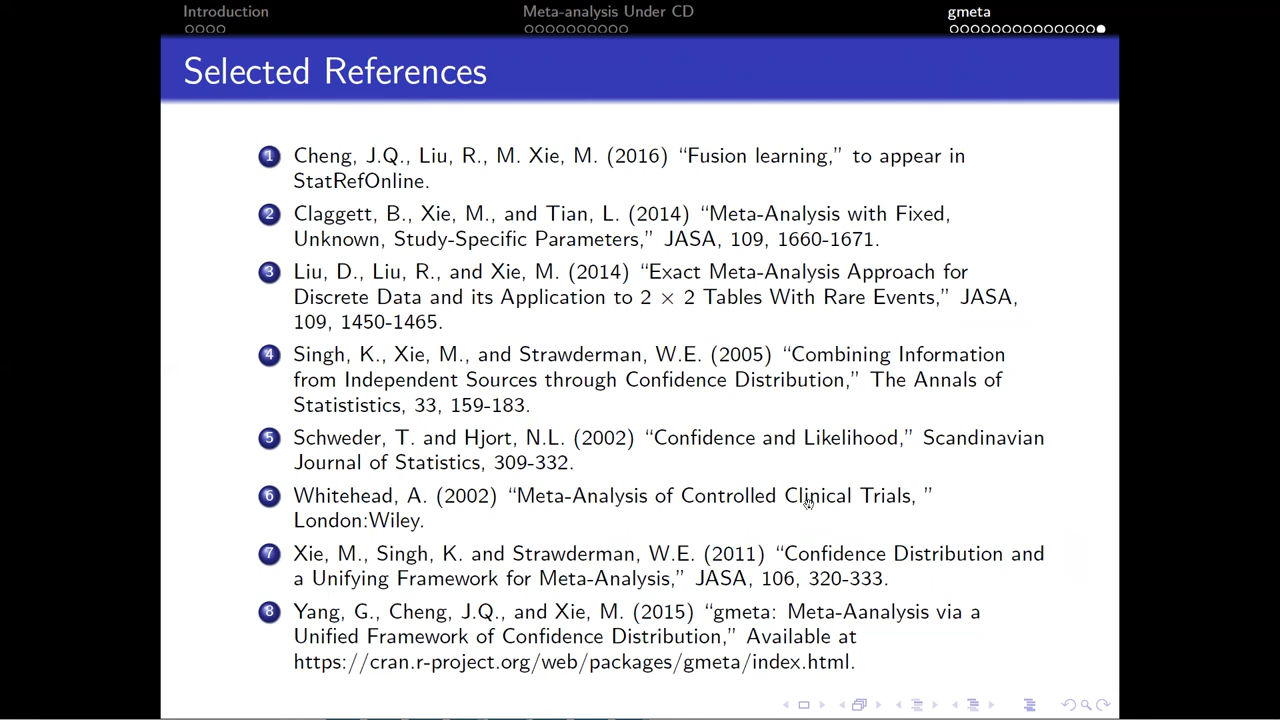 Introduction
Meta-analysis Under CD
gmeta
Selected References
1 Cheng, J.Q., Liu, R., M. Xie, M. (2016) “Fusion learning,” to appear in
StatRefOnline.
2 Claggett, B., Xie, M., and Tian, L. (2014) “Meta-Analysis with Fixed,
Unknown, Study-Specific Parameters,” JASA, 109, 1660-1671.
3 Liu, D., Liu, R., and Xie, M. (2014) “Exact Meta-Analysis Approach for
Discrete Data and its Application to 2 × 2 Tables With Rare Events,” JASA,
109, 1450-1465.
4 Singh, K., Xie, M., and Strawderman, W.E. (2005) “Combining Information
from Independent Sources through Confidence Distribution,” The Annals of
Statististics, 33, 159-183.
5 Schweder, T. and Hjort, N.L. (2002) “Confidence and Likelihood,” Scandinavian
Journal of Statistics, 309-332.
6 Whitehead, A. (2002) “Meta-Analysis of Controlled Clinical Trials, ”
London:Wiley.
7 Xie, M., Singh, K. and Strawderman, W.E. (2011) “Confidence Distribution and
a Unifying Framework for Meta-Analysis,” JASA, 106, 320-333.
8 Yang, G., Cheng, J.Q., and Xie, M. (2015) “gmeta: Meta-Aanalysis via a
Unified Framework of Confidence Distribution,” Available at
https://cran.r-project.org/web/packages/gmeta/index.html.